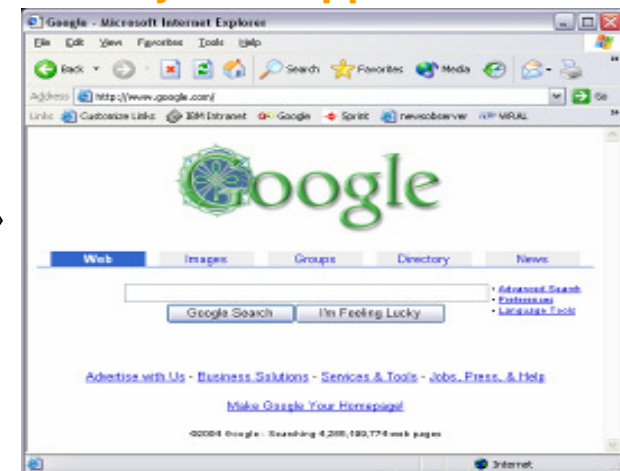 Google - Microsoft Internet Explorer
File Edit View Favorites Tools Help
Back Search Favorites Media
Address http://www.google.com/ Go
Links Customize Links IBM Intranet Google Sprint newsobserver WRAL
Google
Web Images Groups Directory News
Advanced Search
Preferences
Language Tools
Google Search I'm Feeling Lucky
Advertise with Us - Business Solutions - Services & Tools - Jobs, Press, & Help
Make Google Your Homepage!
©2004 Google - Searching 4,285,199,774 web pages
Internet